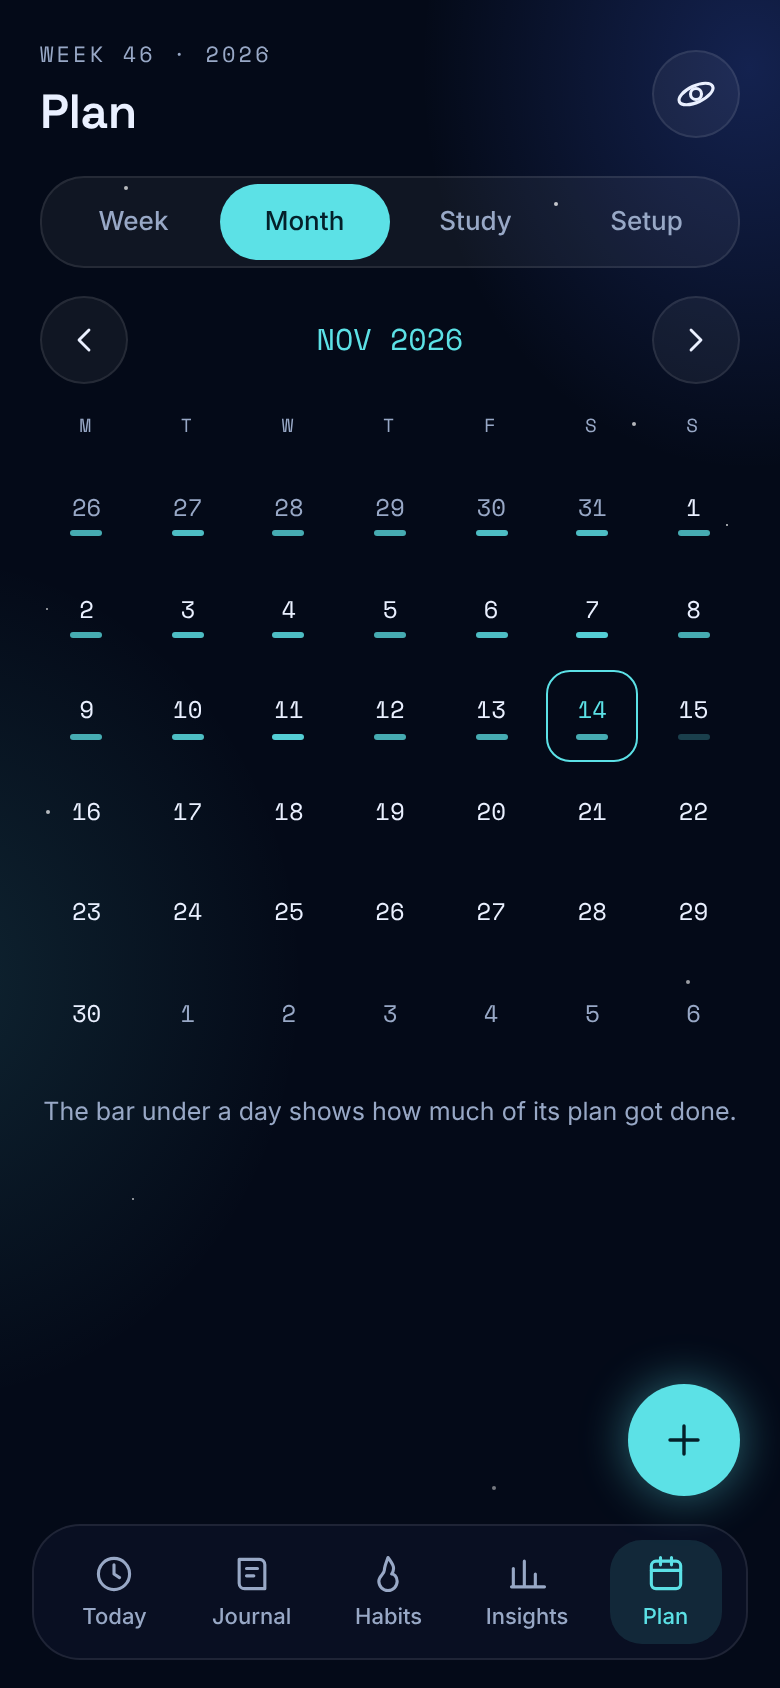 WEEK 46 · 2026
Plan
Week Month Study Setup
NOV 2026
M T W T F S S
26 27 28 29 30 31 1
2 3 4 5 6 7 8
9 10 11 12 13 14 15
16 17 18 19 20 21 22
23 24 25 26 27 28 29
30 1 2 3 4 5 6
The bar under a day shows how much of its plan got done.
Today Journal Habits Insights Plan